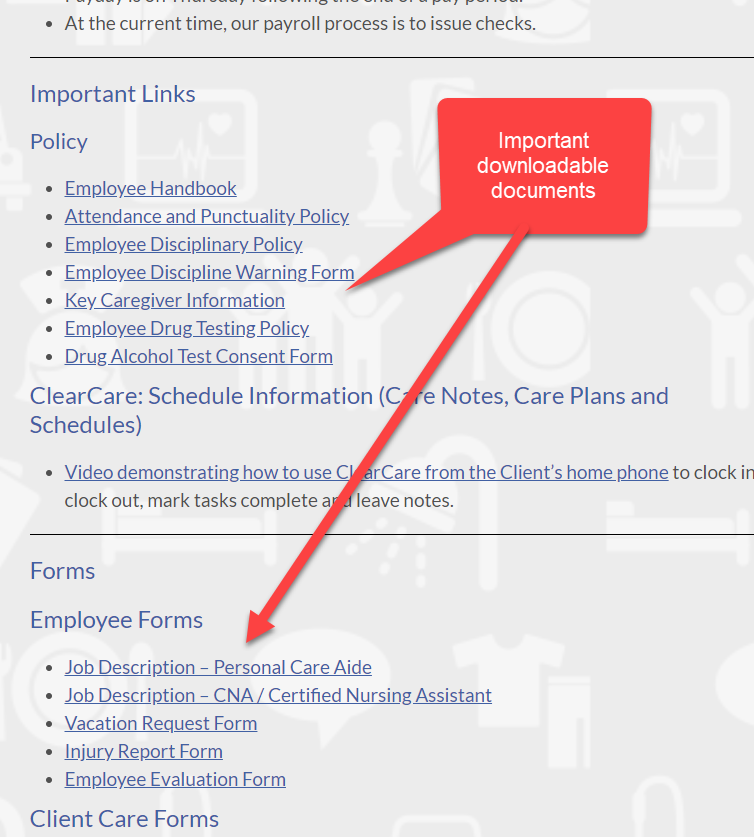 Payday is on Thursday following the end of a pay period.
At the current time, our payroll process is to issue checks.
Important Links
Policy
Important
downloadable
documents
Employee Handbook
Attendance and Punctuality Policy
Employee Disciplinary Policy
Employee Discipline Warning Form
Key Caregiver Information
Employee Drug Testing Policy
Drug Alcohol Test Consent Form
ClearCare: Schedule Information (Care Notes, Care Plans and
Schedules)
Video demonstrating how to use ClearCare from the Client’s home phone to clock in
clock out, mark tasks complete and leave notes.
Forms
Employee Forms
Job Description – Personal Care Aide
Job Description – CNA / Certified Nursing Assistant
Vacation Request Form
Injury Report Form
Employee Evaluation Form
Client Care Forms